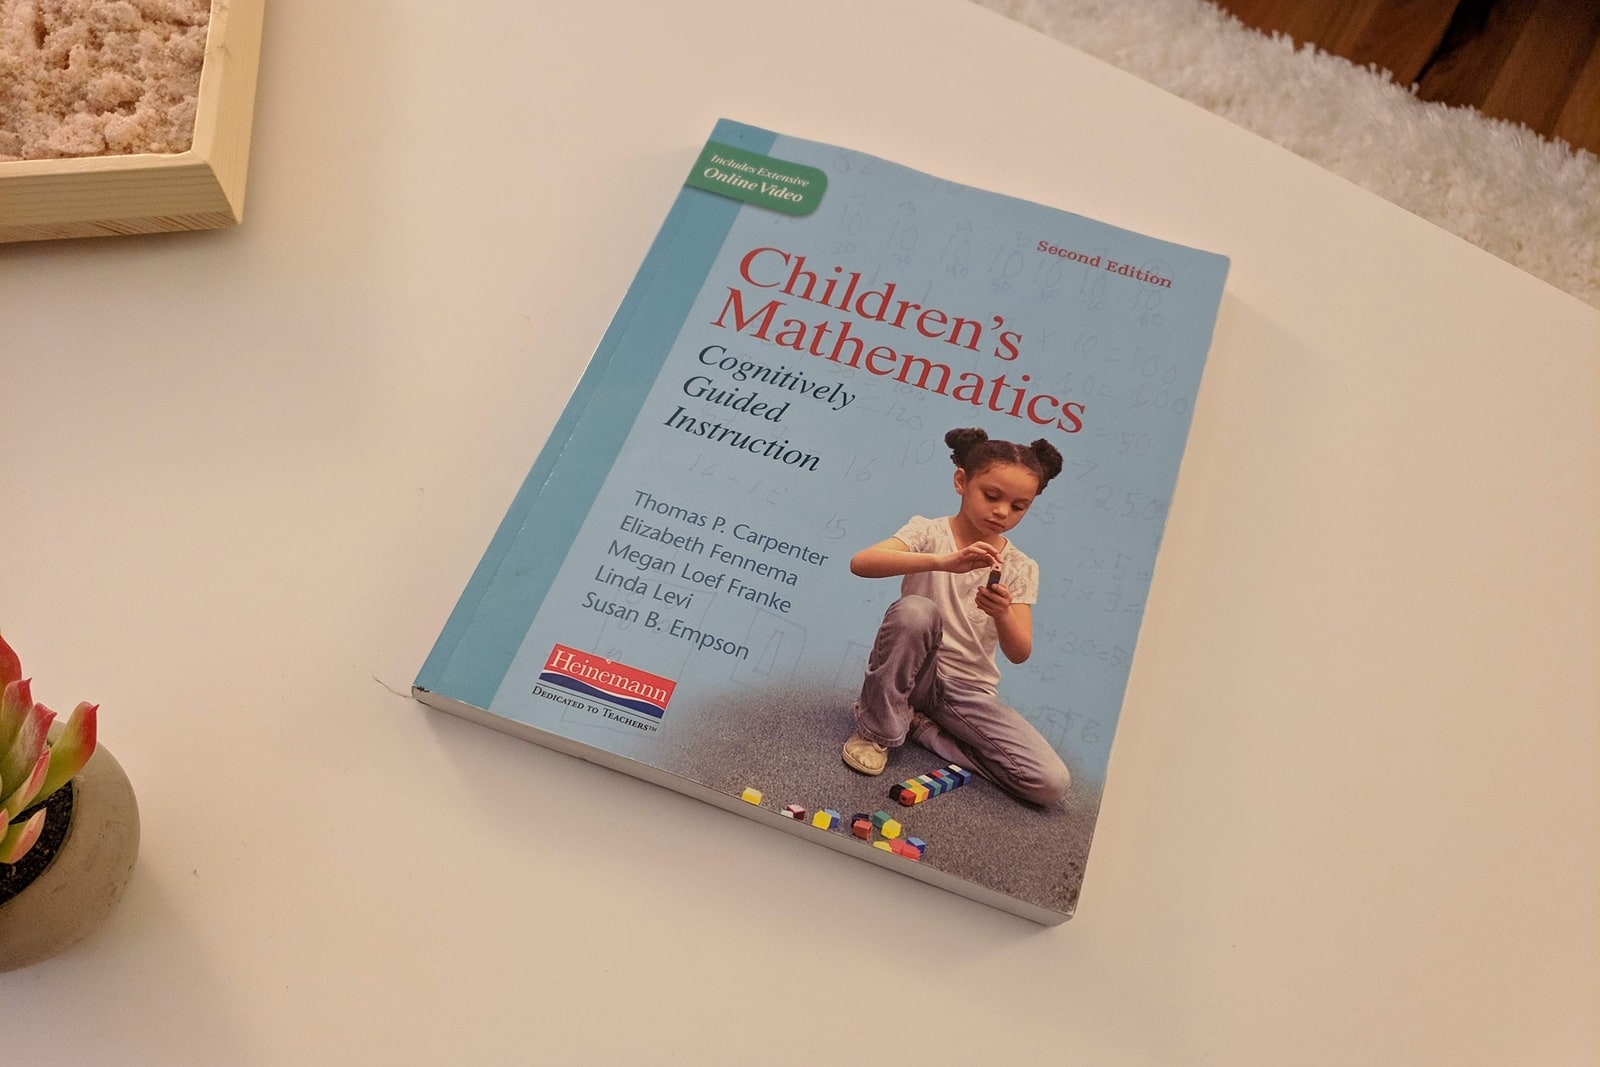 Includes Extensive
Online Video
Second Edition
Children's
Mathematics
Cognitively
Guided
Instruction
Thomas P. Carpenter
Elizabeth Fennema
Megan Loef Franke
Linda Levi
Susan B. Empson
Heinemann
DEDICATED TO TEACHERS™